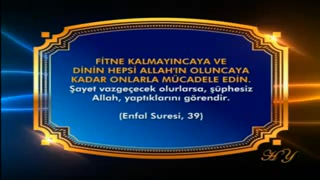 FİTNE KALMAYINCAYA VE
DİNİN HEPSİ ALLAH'IN OLUNCAYA
KADAR ONLARLA MÜCADELE EDİN.
Şayet vazgeçecek olurlarsa, şüphesiz
Allah, yaptıklarını görendir.
(Enfal Suresi, 39)
AY